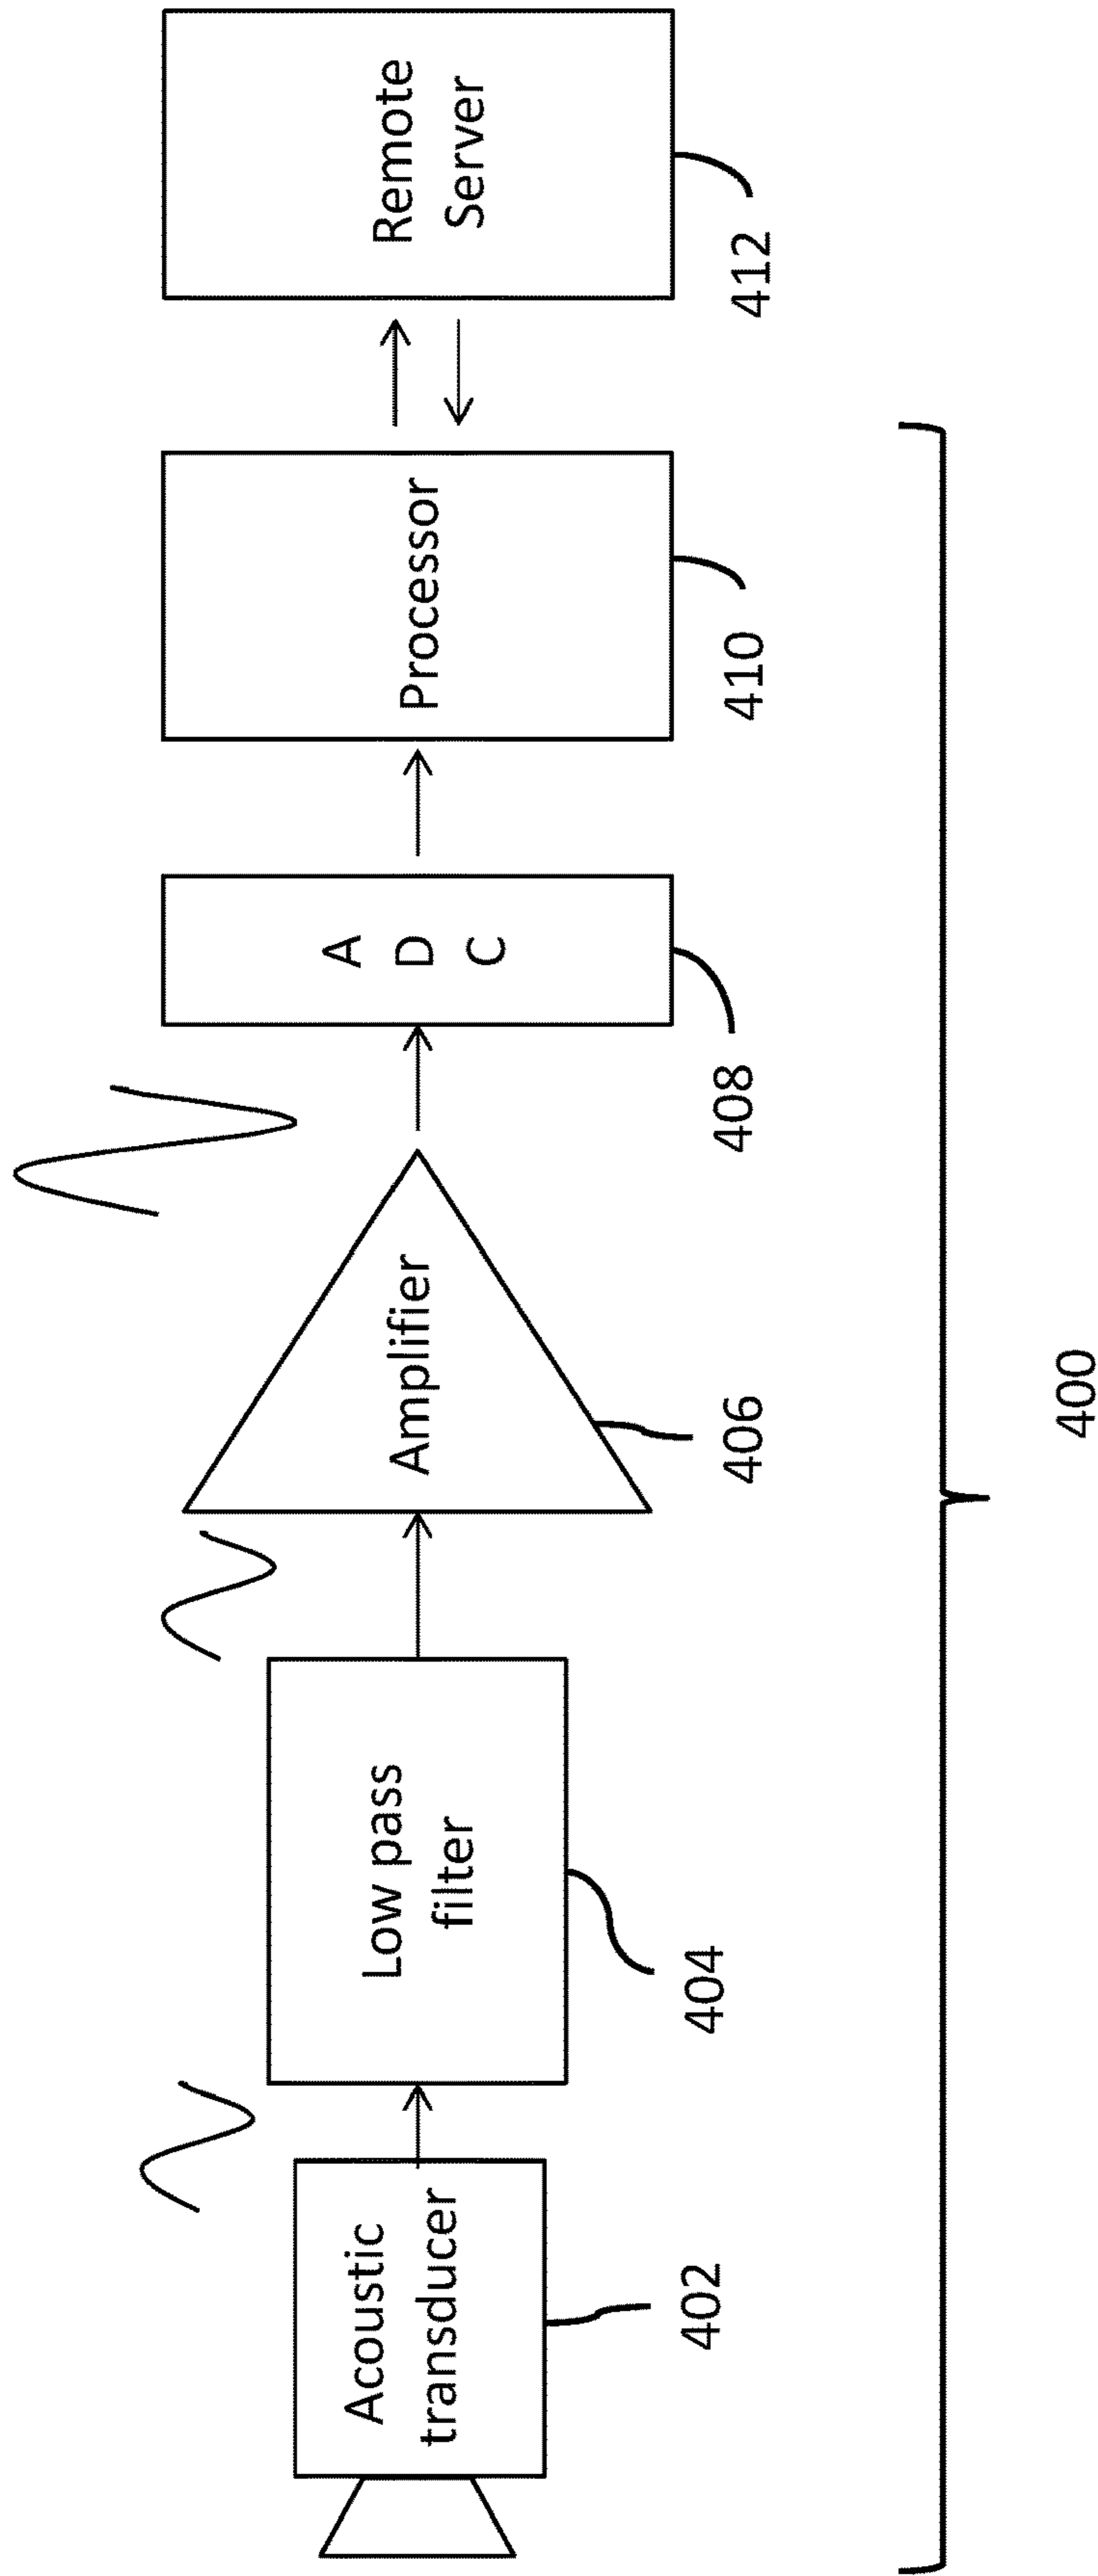 Acoustic
transducer
402
Low pass
filter
404
Amplifier
406
A
D
C
408
Processor
410
Remote
Server
412
400